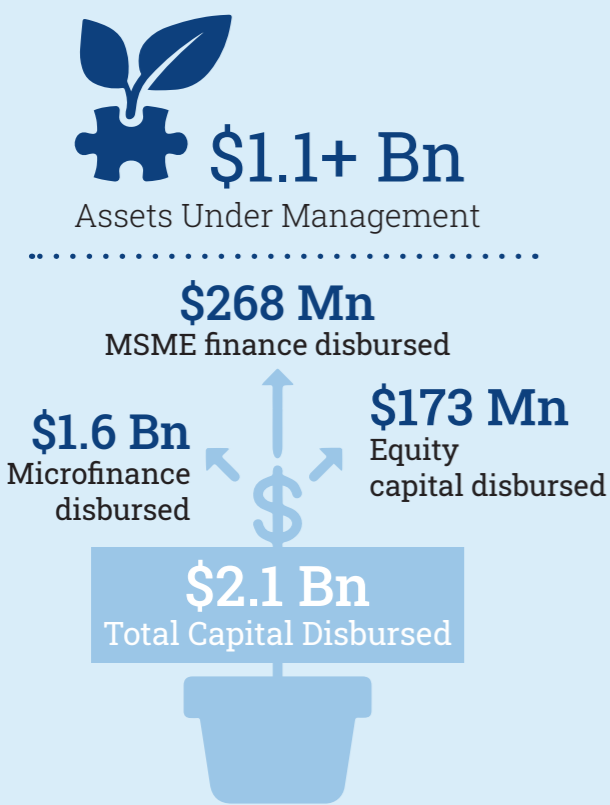 $1.1+ Bn
Assets Under Management
$268 Mn
MSME finance disbursed
$1.6 Bn
Microfinance
disbursed
$173 Mn
Equity
capital disbursed
$
$2.1 Bn
Total Capital Disbursed